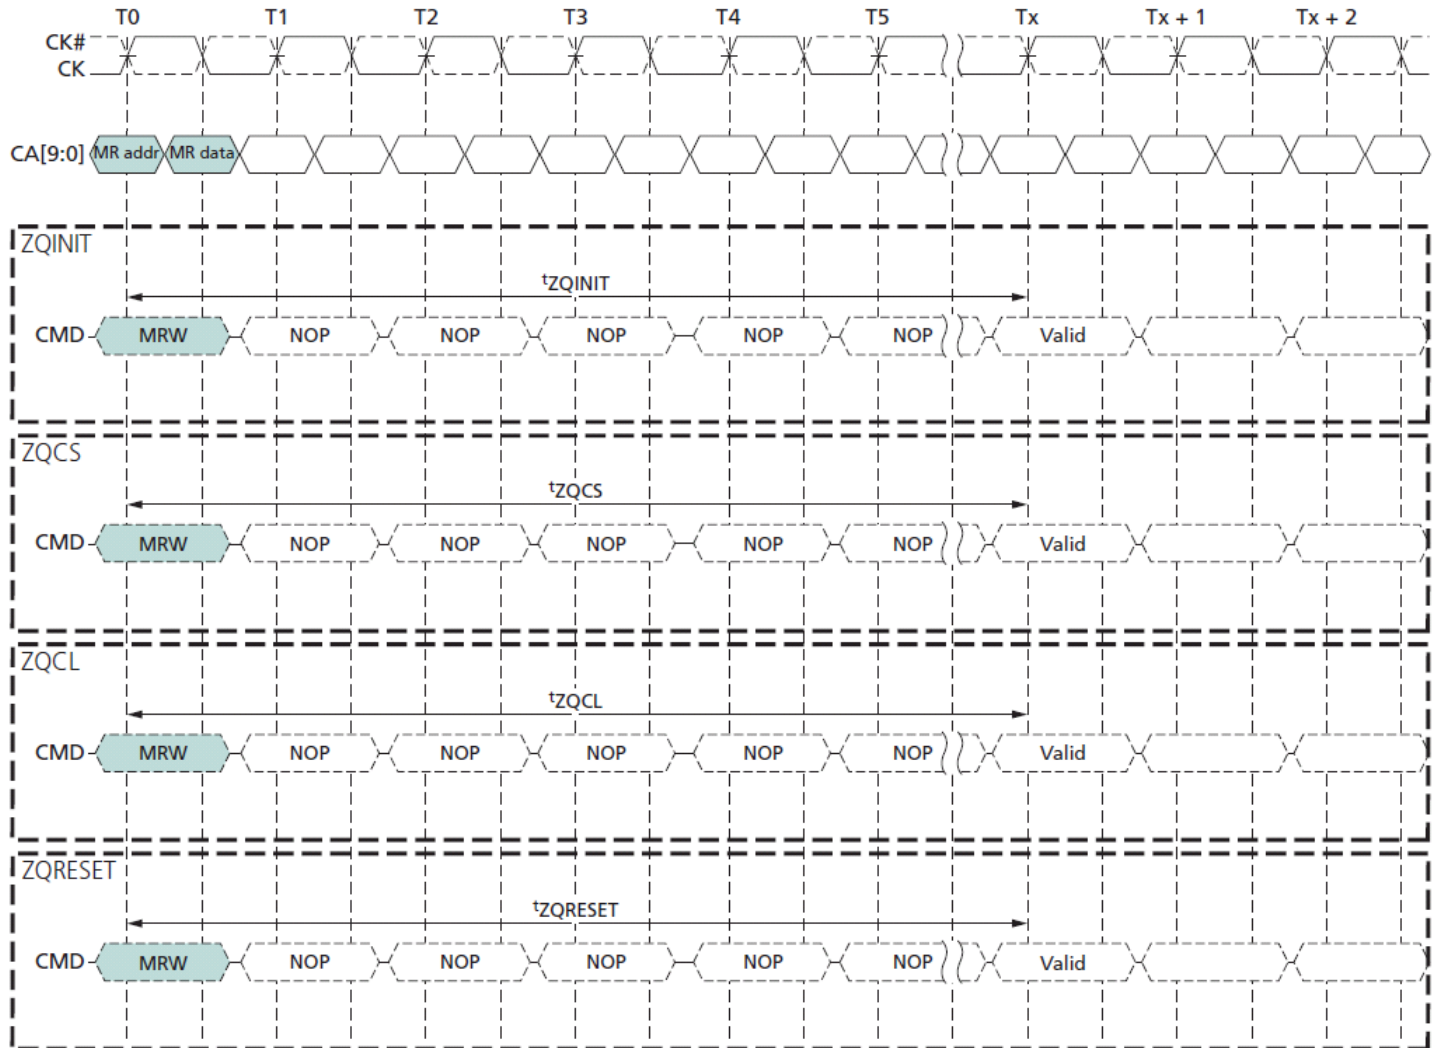 T0 T1 T2 T3 T4 T5 Tx Tx + 1 Tx + 2
CK#
CK
CA[9:0] MR addr MR data
ZQINIT
tZQINIT
CMD MRW NOP NOP NOP NOP NOP Valid
ZQCS
tZQCS
CMD MRW NOP NOP NOP NOP NOP Valid
ZQCL
tZQCL
CMD MRW NOP NOP NOP NOP NOP Valid
ZQRESET
tZQRESET
CMD MRW NOP NOP NOP NOP NOP Valid